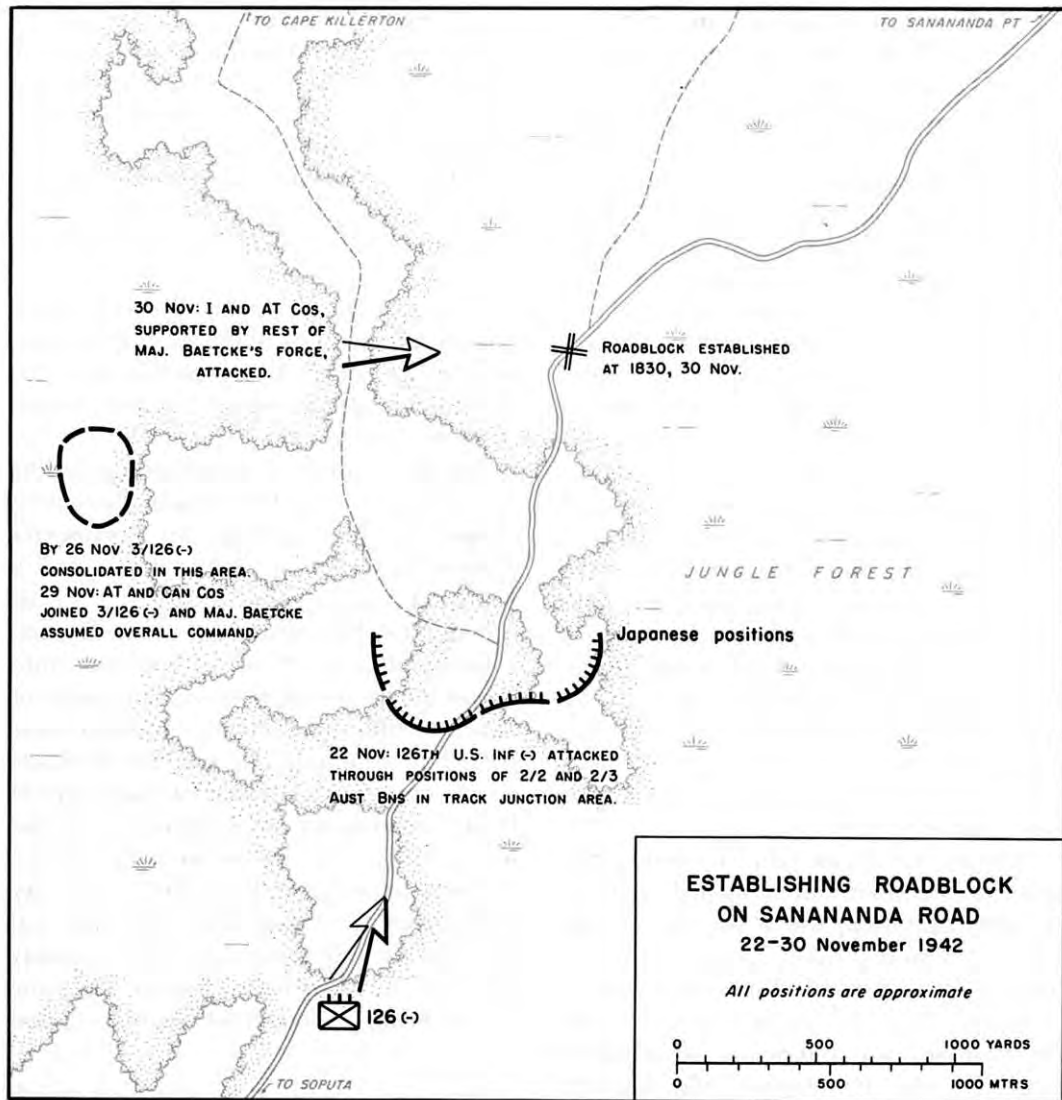 TO CAPE KILLERTON
TO SANANANDA PT
30 NOV: I AND AT COS,
SUPPORTED BY REST OF
MAJ. BAETCKE'S FORCE,
ATTACKED.
ROADBLOCK ESTABLISHED
AT 1830, 30 NOV.
BY 26 NOV 3/126(-)
CONSOLIDATED IN THIS AREA.
29 NOV: AT AND CAN COS
JOINED 3/126(-) AND MAJ. BAETCKE
ASSUMED OVERALL COMMAND.
JUNGLE FOREST
Japanese positions
22 NOV: 126TH U.S. INF (-) ATTACKED
THROUGH POSITIONS OF 2/2 AND 2/3
AUST BNS IN TRACK JUNCTION AREA.
126(-)
TO SOPUTA
ESTABLISHING ROADBLOCK
ON SANANANDA ROAD
22-30 November 1942
All positions are approximate
0 500 1000 YARDS
0 500 1000 MTRS